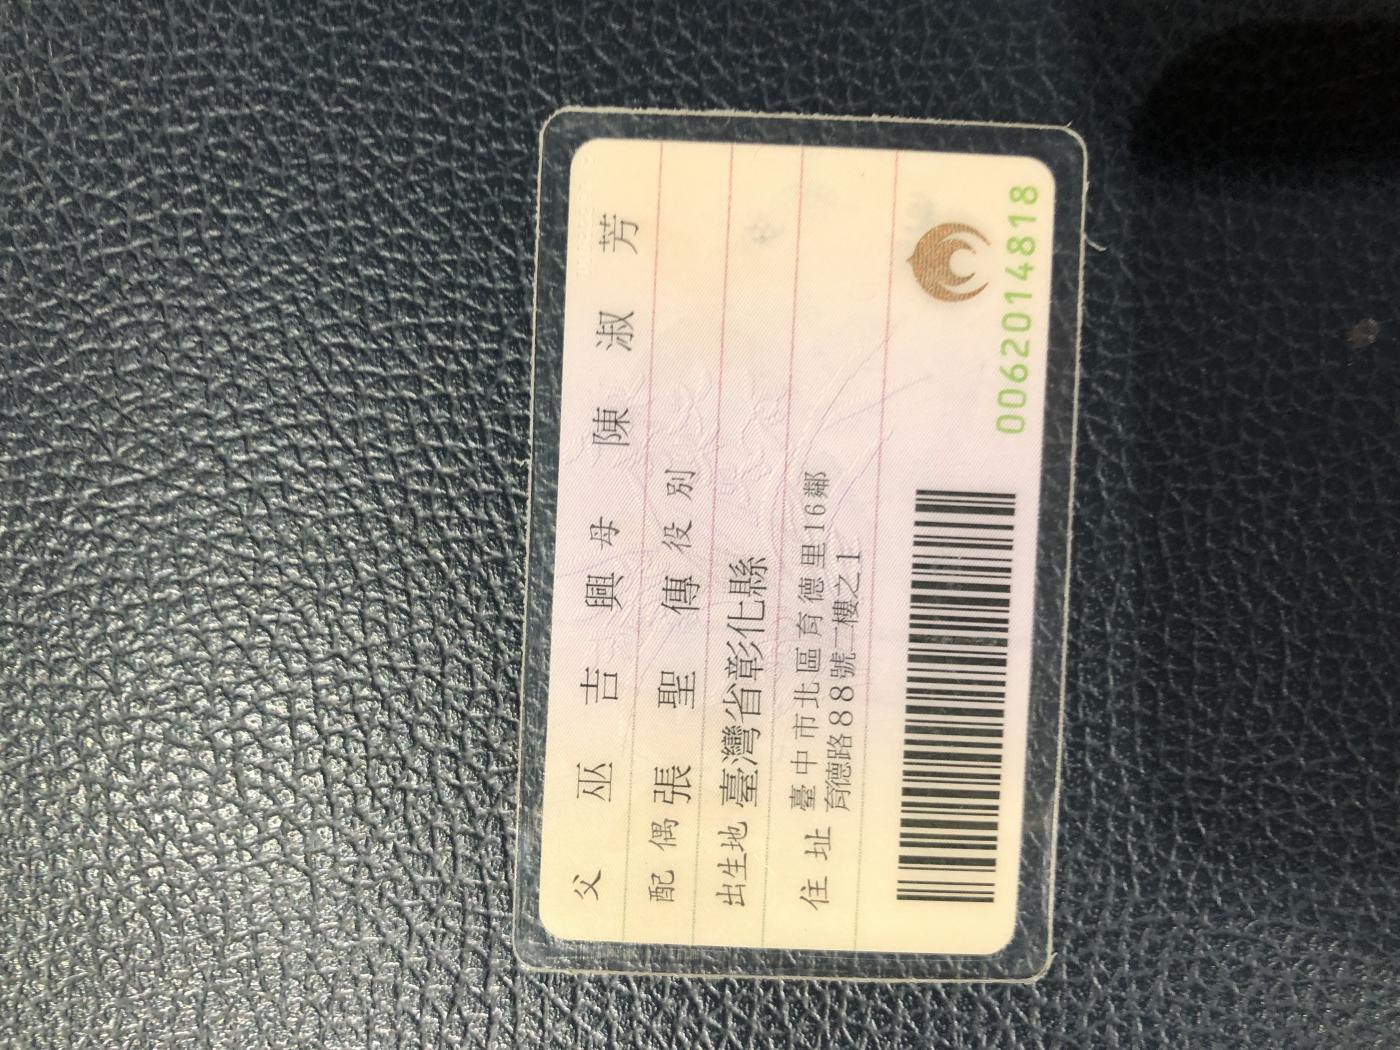 父 巫吉興 母 陳淑芳
配偶 張聖傳 役別
出生地 臺灣省彰化縣
住址 臺中市北區育德里16鄰
育德路88號二樓之1
0062014818